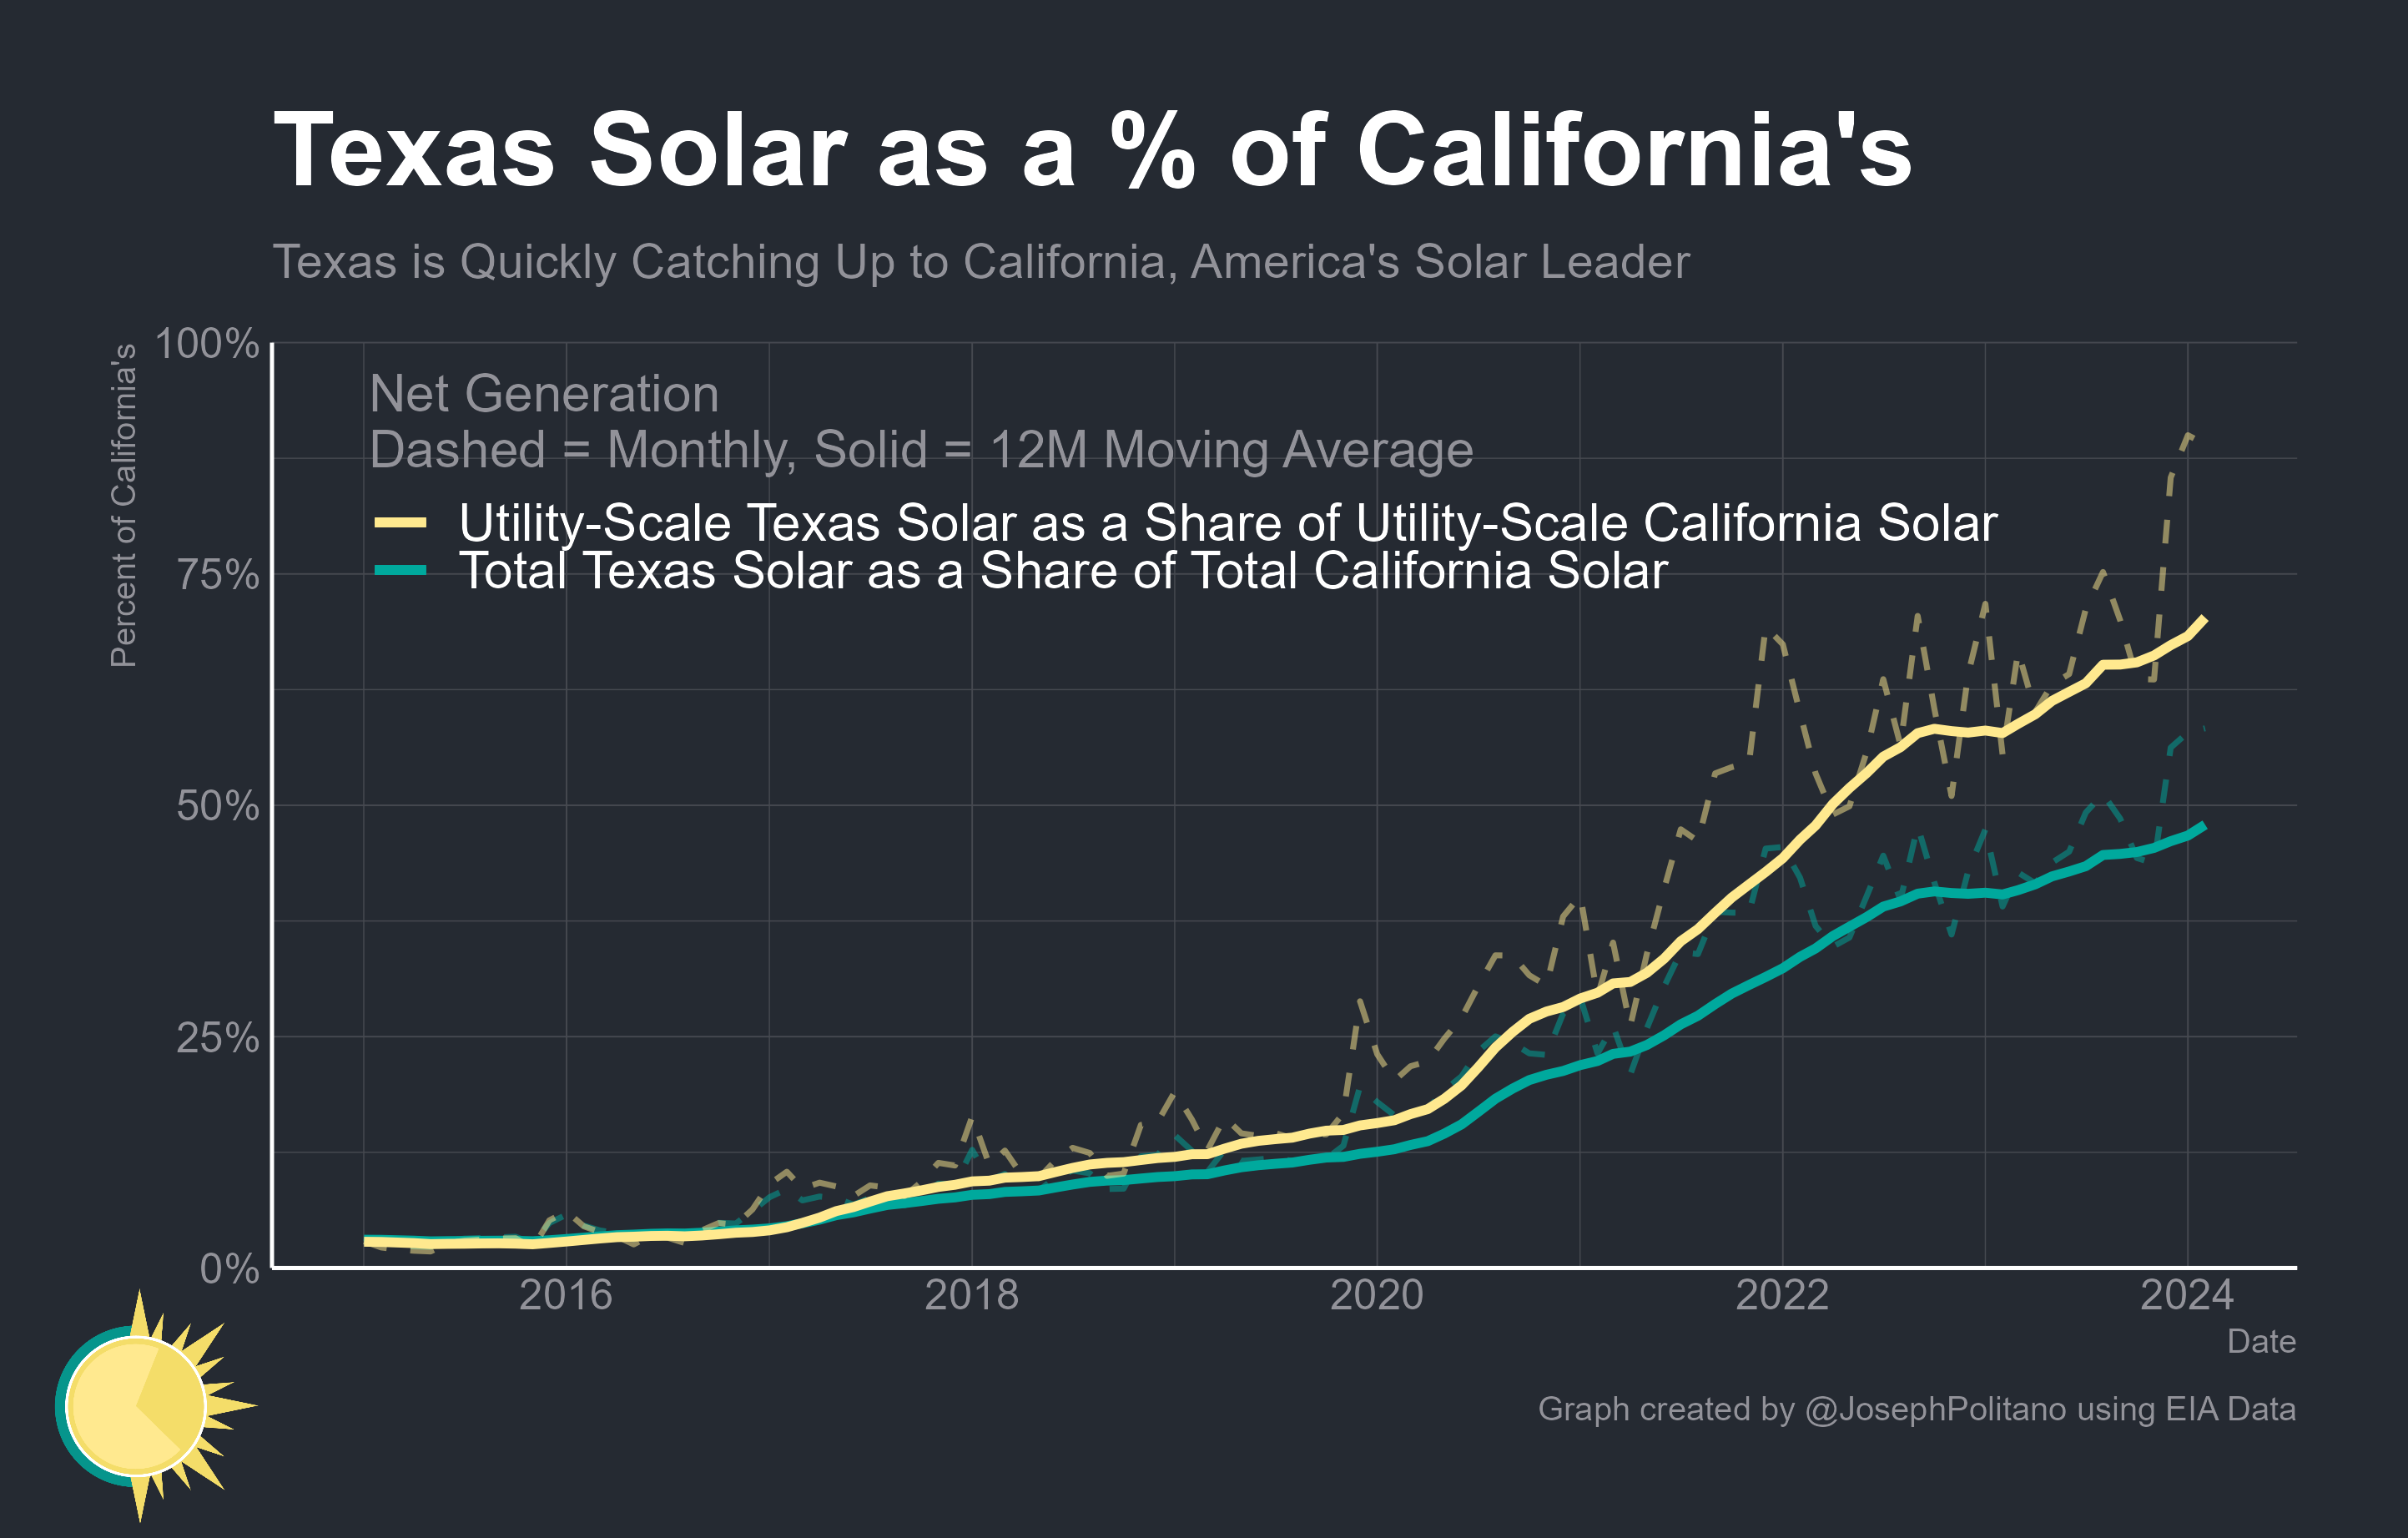 Texas Solar as a % of California's
Texas is Quickly Catching Up to California, America's Solar Leader
Percent of California's
100%
75%
50%
25%
0%
Net Generation
Dashed = Monthly, Solid = 12M Moving Average
Utility-Scale Texas Solar as a Share of Utility-Scale California Solar
Total Texas Solar as a Share of Total California Solar
2016 2018 2020 2022 2024
Date
Graph created by @JosephPolitano using EIA Data